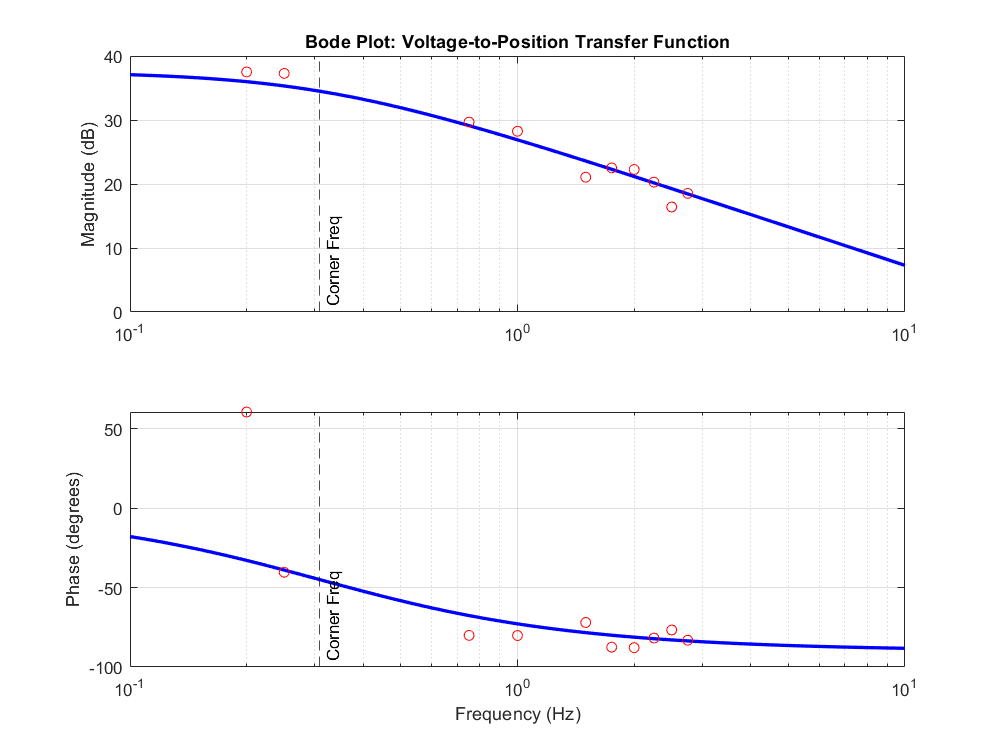 Bode Plot: Voltage-to-Position Transfer Function
40
30
20
10
0
Magnitude (dB)
Corner Freq
10^-1
10^0
10^1
50
0
-50
-100
Phase (degrees)
Corner Freq
10^-1
10^0
10^1
Frequency (Hz)